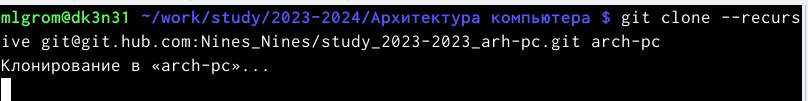 mlgrom@dk3n31 ~/work/study/2023-2024/Архитектура компьютера $ git clone --recurs
ive git@git.hub.com:Nines_Nines/study_2023-2023_arh-pc.git arch-pc
Клонирование в «arch-pc»...